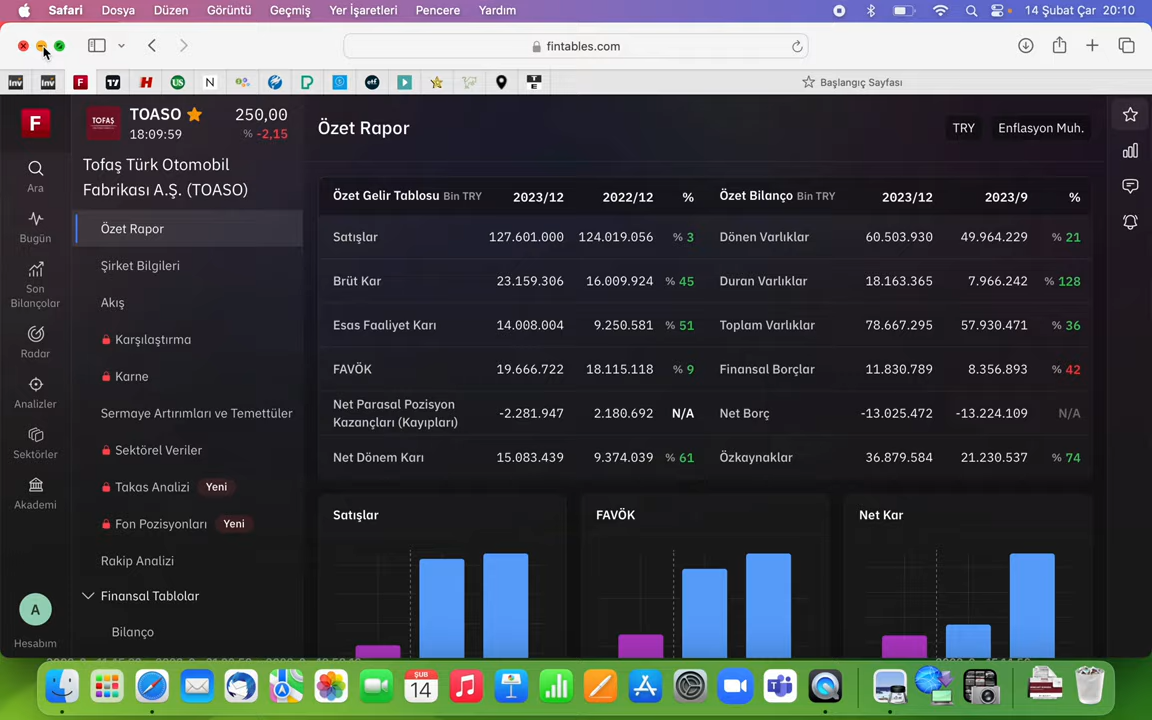 Safari Dosya Düzen Görüntü Geçmiş Yer İşaretleri Pencere Yardım 14 Şubat Çar 20:10
fintables.com
Inv Inv F H US N P eff T E Başlangıç Sayfası
F
Ara
Bugün
Son
Bilançolar
Radar
Analizler
Sektörler
Akademi
A
Hesabım
TOFAŞ TOASO 250,00
18:09:59 % -2,15
Tofaş Türk Otomobil
Fabrikası A.Ş. (TOASO)
Özet Rapor
Şirket Bilgileri
Akış
Karşılaştırma
Karne
Sermaye Artırımları ve Temettüler
Sektörel Veriler
Takas Analizi Yeni
Fon Pozisyonları Yeni
Rakip Analizi
Finansal Tablolar
Bilanço
Özet Rapor TRY Enflasyon Muh.
Özet Gelir Tablosu Bin TRY 2023/12 2022/12 % Özet Bilanço Bin TRY 2023/12 2023/9 %
Satışlar 127.601.000 124.019.056 % 3 Dönen Varlıklar 60.503.930 49.964.229 % 21
Brüt Kar 23.159.306 16.009.924 % 45 Duran Varlıklar 18.163.365 7.966.242 % 128
Esas Faaliyet Karı 14.008.004 9.250.581 % 51 Toplam Varlıklar 78.667.295 57.930.471 % 36
FAVÖK 19.666.722 18.115.118 % 9 Finansal Borçlar 11.830.789 8.356.893 % 42
Net Parasal Pozisyon
Kazançları (Kayıpları) -2.281.947 2.180.692 N/A Net Borç -13.025.472 -13.224.109 N/A
Net Dönem Karı 15.083.439 9.374.039 % 61 Özkaynaklar 36.879.584 21.230.537 % 74
Satışlar FAVÖK Net Kar
ŞUB
14